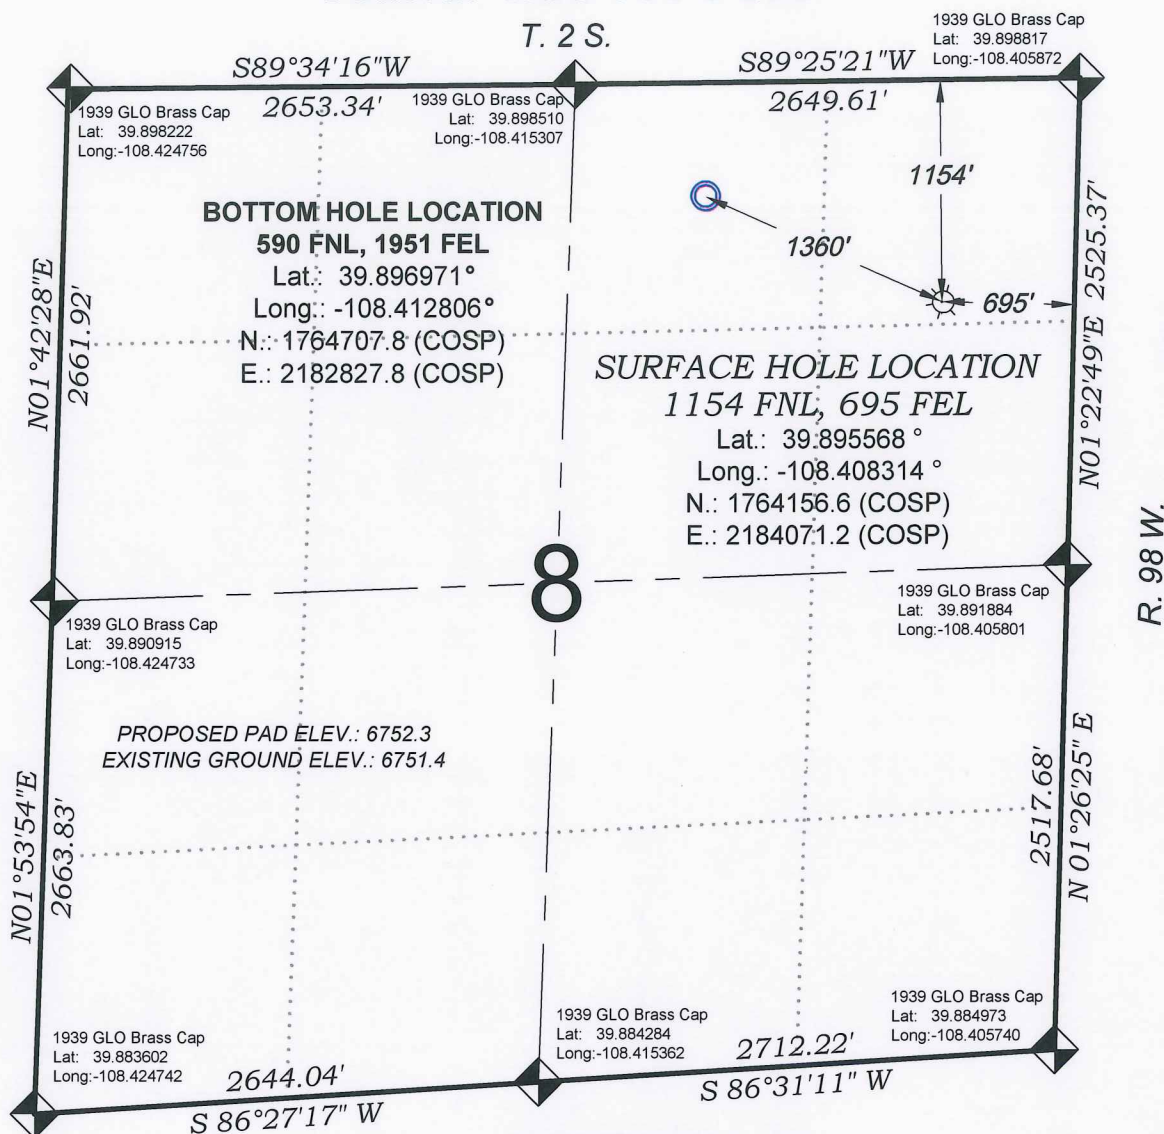 T. 2 S.
1939 GLO Brass Cap
Lat: 39.898817
Long:-108.405872
S89°34'16"W
2653.34'
S89°25'21"W
2649.61'
1939 GLO Brass Cap
Lat: 39.898222
Long:-108.424756
1939 GLO Brass Cap
Lat: 39.898510
Long:-108.415307
1154'
1360'
695'
BOTTOM HOLE LOCATION
590 FNL, 1951 FEL
Lat.: 39.896971°
Long.: -108.412806°
N.: 1764707.8 (COSP)
E.: 2182827.8 (COSP)
N01°42'28"E
2661.92'
N01°22'49"E 2525.37'
SURFACE HOLE LOCATION
1154 FNL, 695 FEL
Lat.: 39.895568 °
Long.: -108.408314 °
N.: 1764156.6 (COSP)
E.: 2184071.2 (COSP)
R. 98 W.
8
1939 GLO Brass Cap
Lat: 39.891884
Long:-108.405801
1939 GLO Brass Cap
Lat: 39.890915
Long:-108.424733
PROPOSED PAD ELEV.: 6752.3
EXISTING GROUND ELEV.: 6751.4
N01°53'54"E
2663.83'
2517.68'
N 01°26'25" E
1939 GLO Brass Cap
Lat: 39.883602
Long:-108.424742
1939 GLO Brass Cap
Lat: 39.884284
Long:-108.415362
1939 GLO Brass Cap
Lat: 39.884973
Long:-108.405740
2644.04'
S 86°27'17" W
2712.22'
S 86°31'11" W